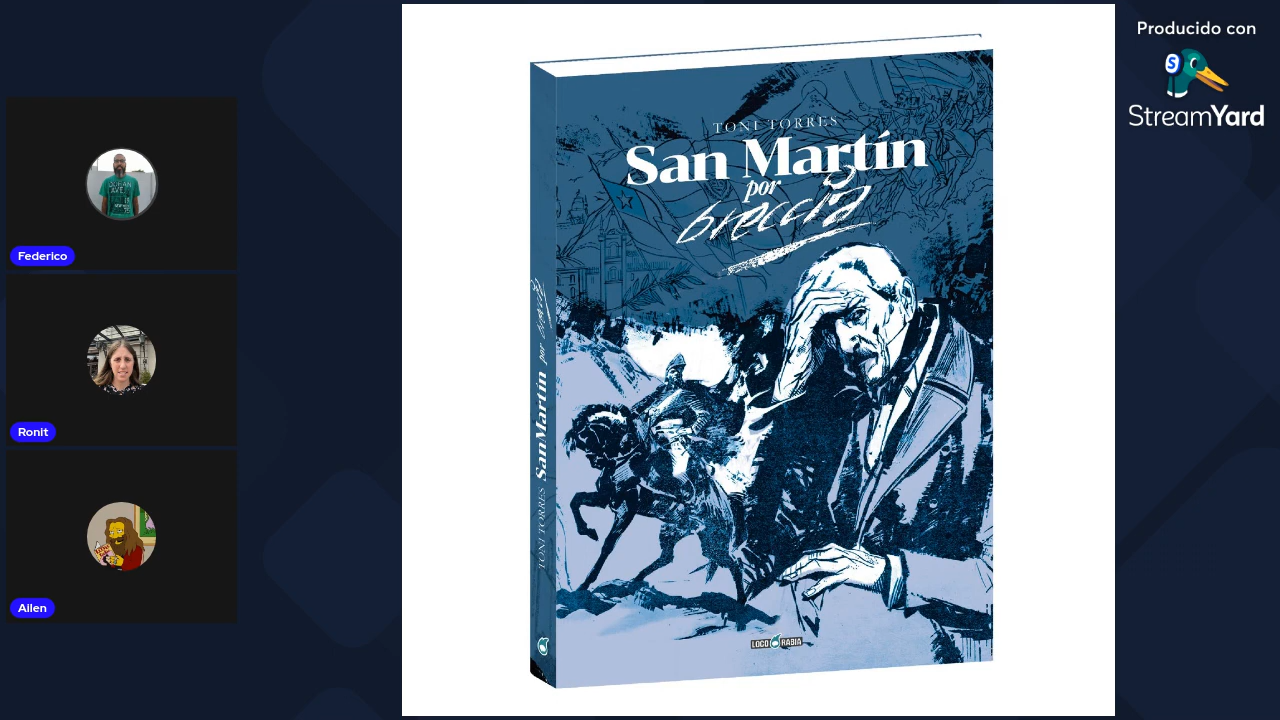 Producido con
S
StreamYard
Federico
Ronit
Ailen
TONI TORRES
San Martín
por
breccia
LOCO RABIA
TONI TORRES San Martín por breccia